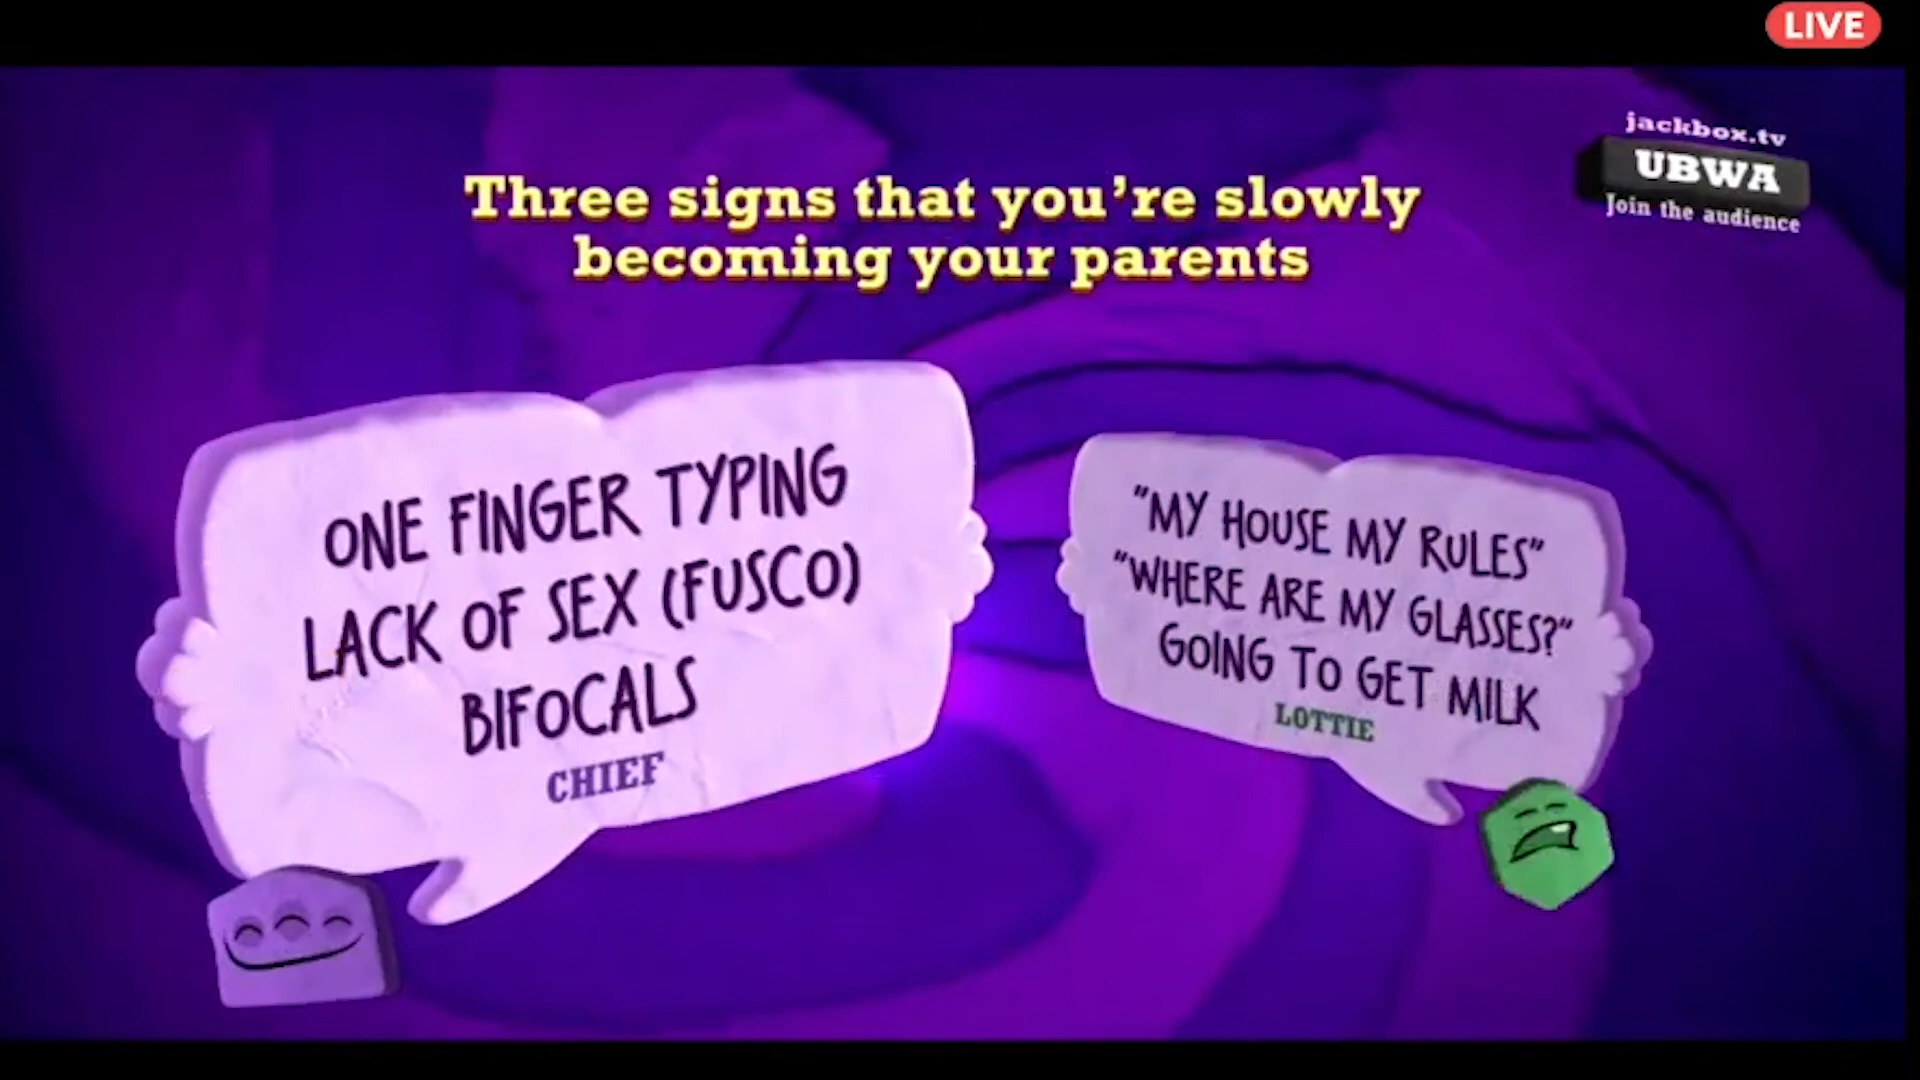 LIVE
jackbox.tv
UBWA
Join the audience
Three signs that you're slowly
becoming your parents
ONE FINGER TYPING
LACK OF SEX (FUSCO)
BIFOCALS
CHIEF
"MY HOUSE MY RULES"
"WHERE ARE MY GLASSES?"
GOING TO GET MILK
LOTTIE